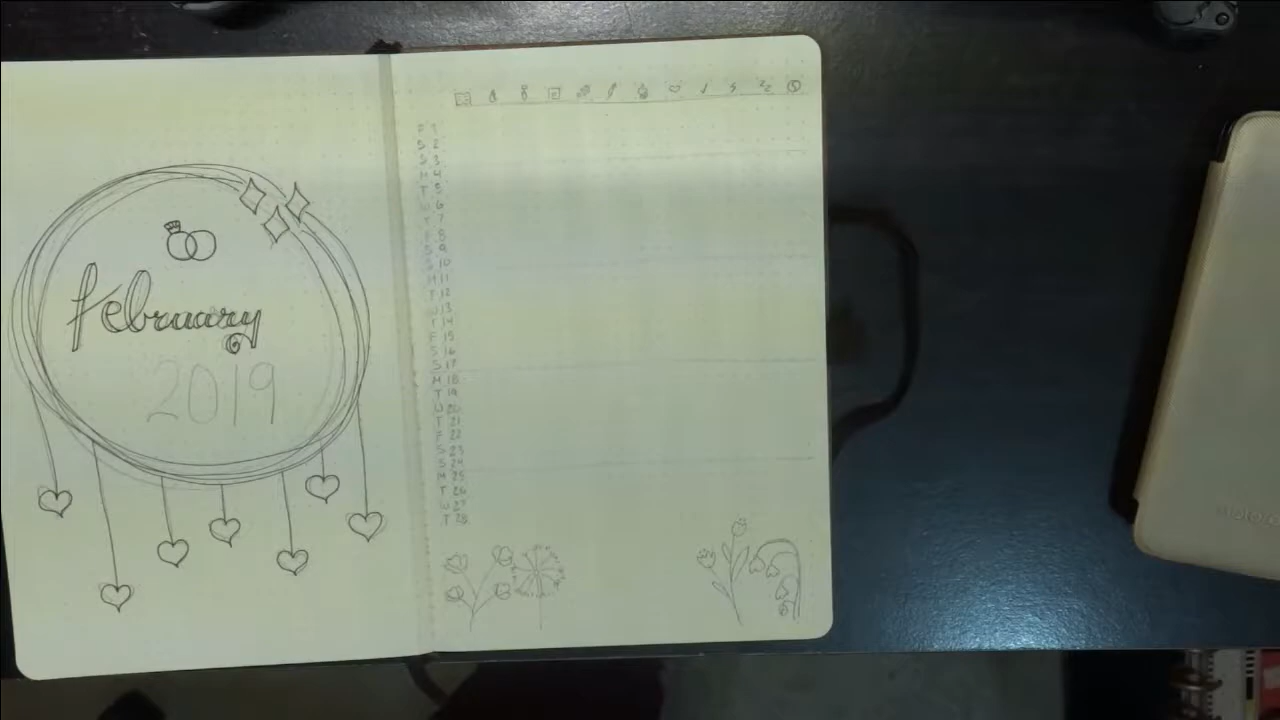 February
2019
F 1
S 2
S 3
M 4
T 5
W 6
T 7
F 8
S 9
S 10
M 11
T 12
W 13
T 14
F 15
S 16
S 17
M 18
T 19
W 20
T 21
F 22
S 23
S 24
M 25
T 26
W 27
T 28